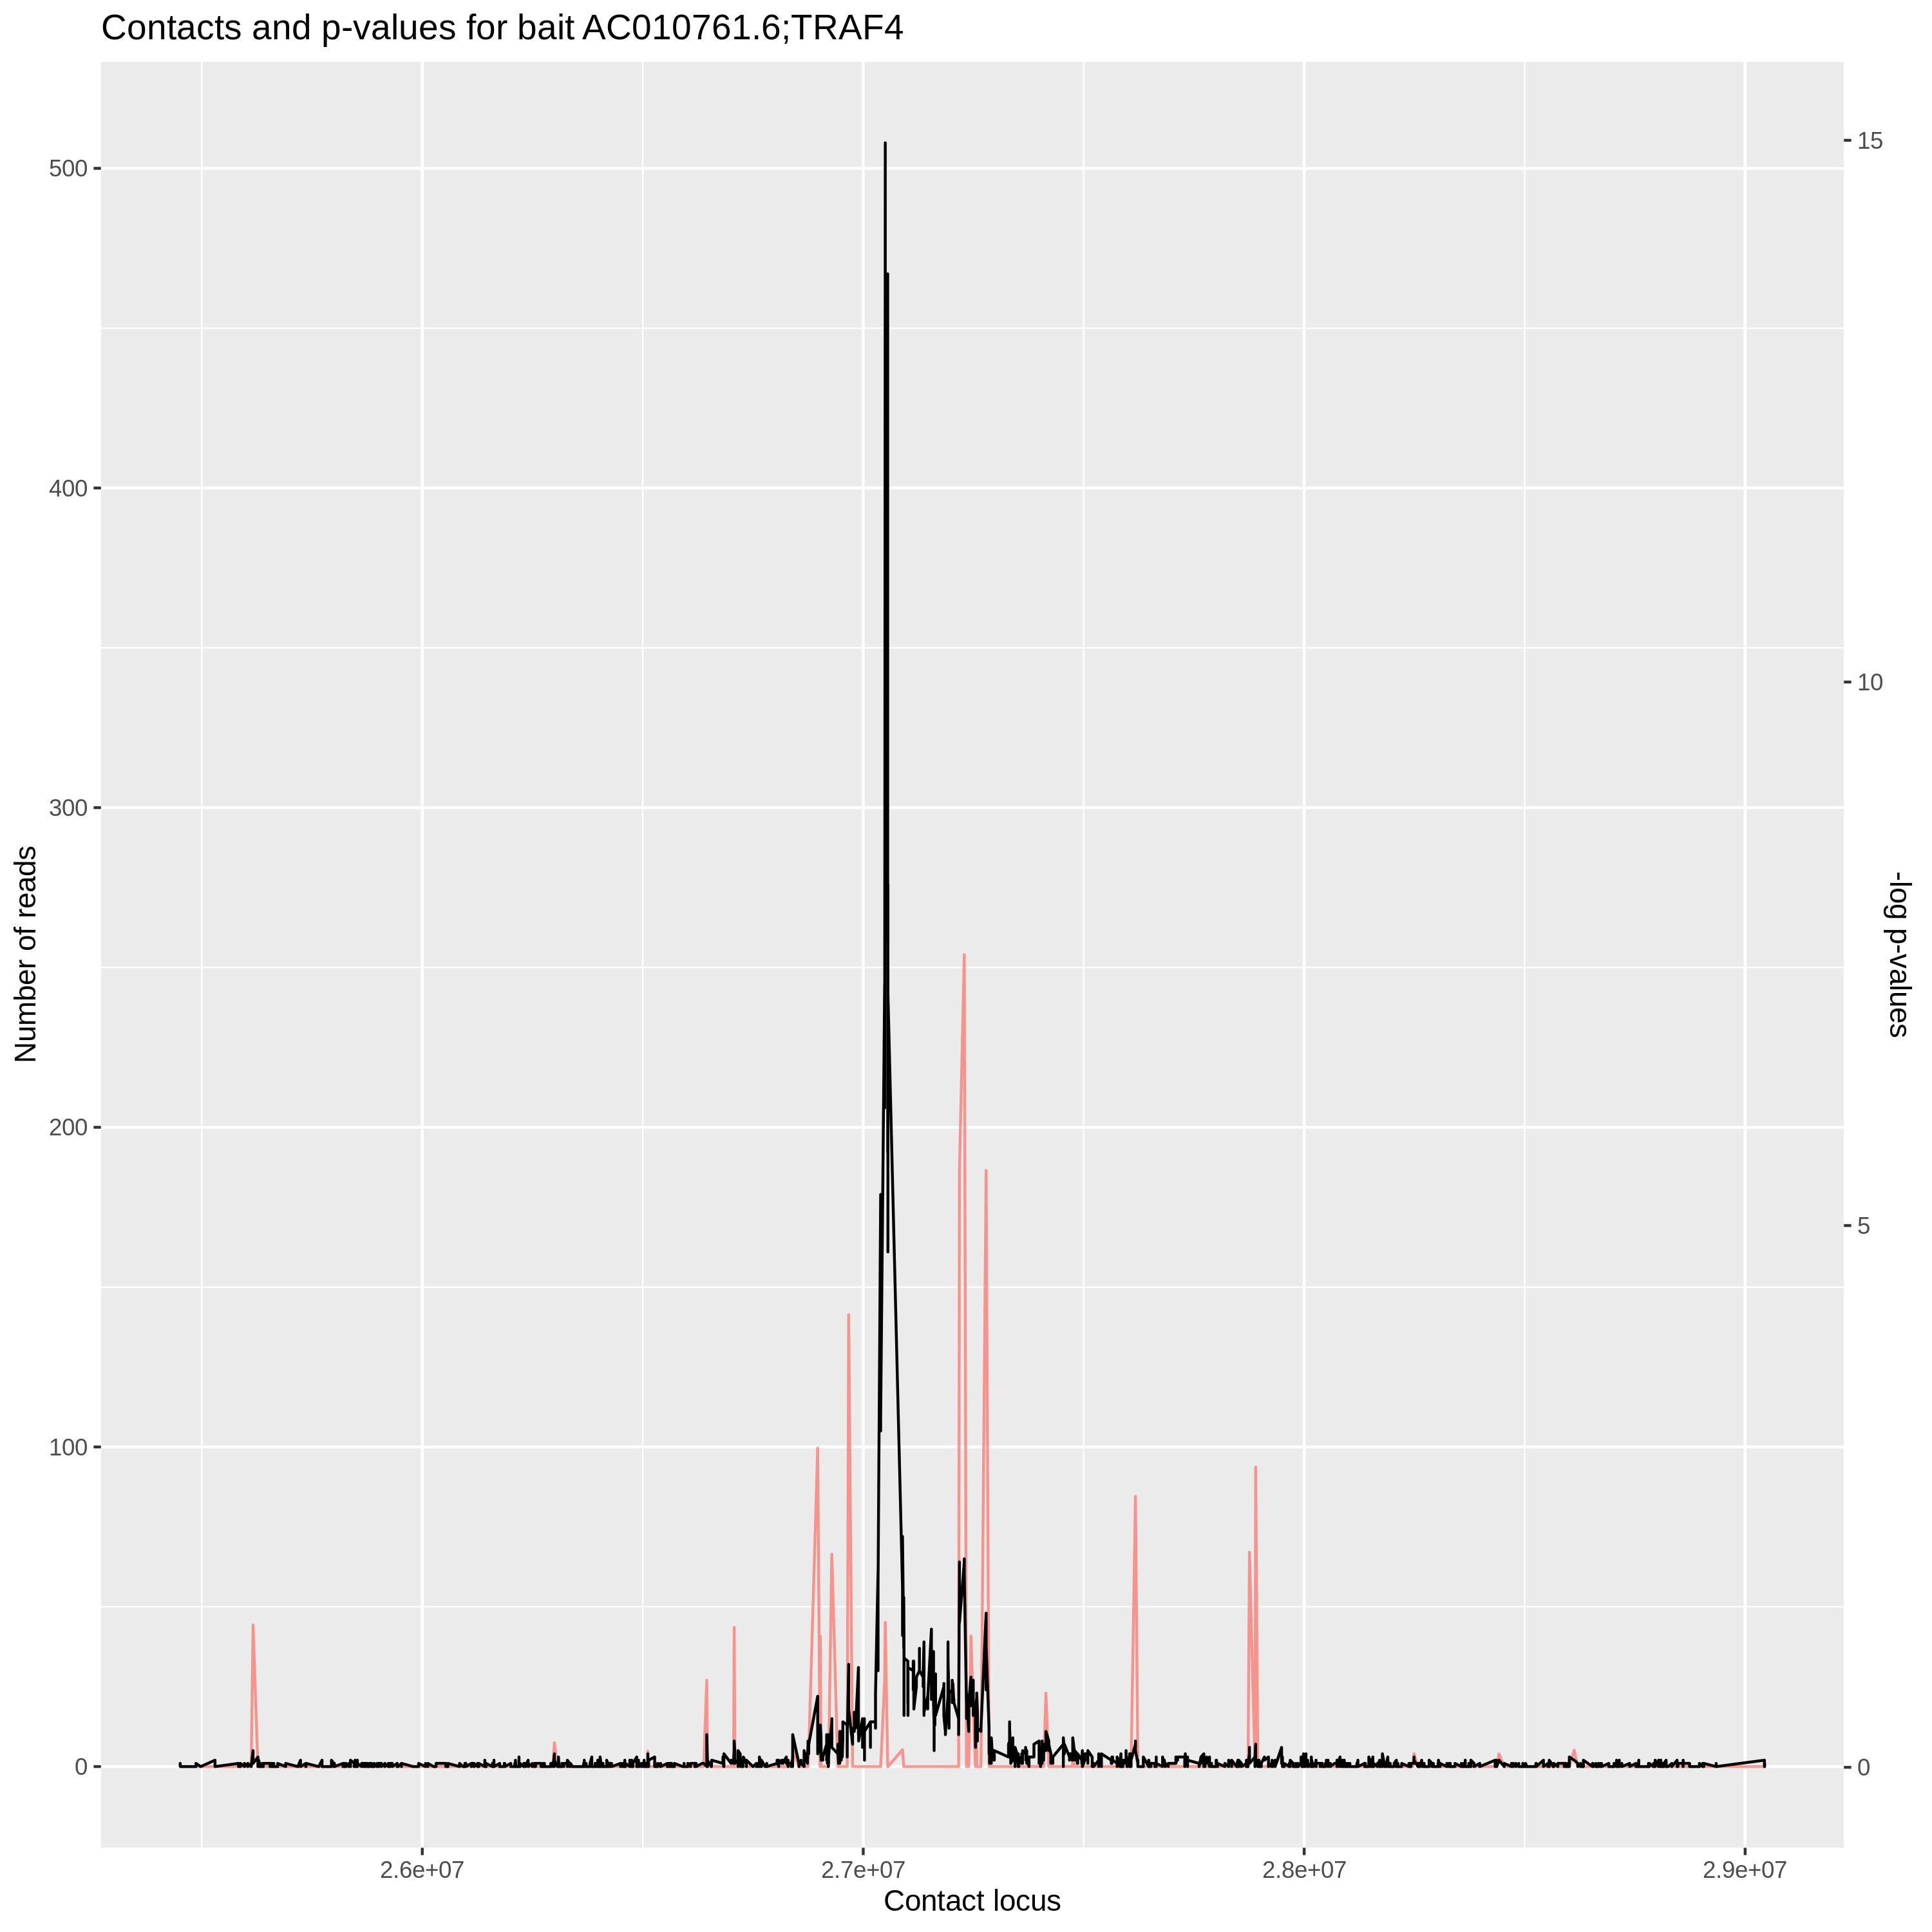 Contacts and p-values for bait AC010761.6;TRAF4
500
400
300
200
100
0
Number of reads
15
10
5
0
-log p-values
2.6e+07
2.7e+07
2.8e+07
2.9e+07
Contact locus